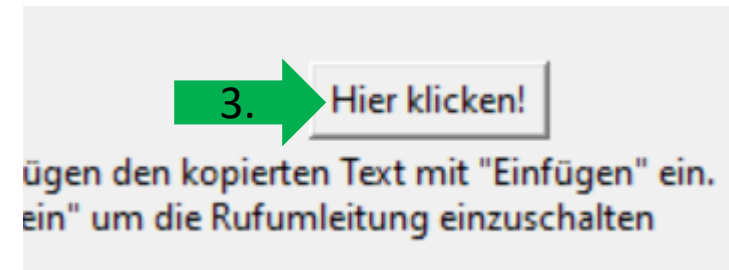 3. Hier klicken!
ügen den kopierten Text mit "Einfügen" ein.
ein" um die Rufumleitung einzuschalten